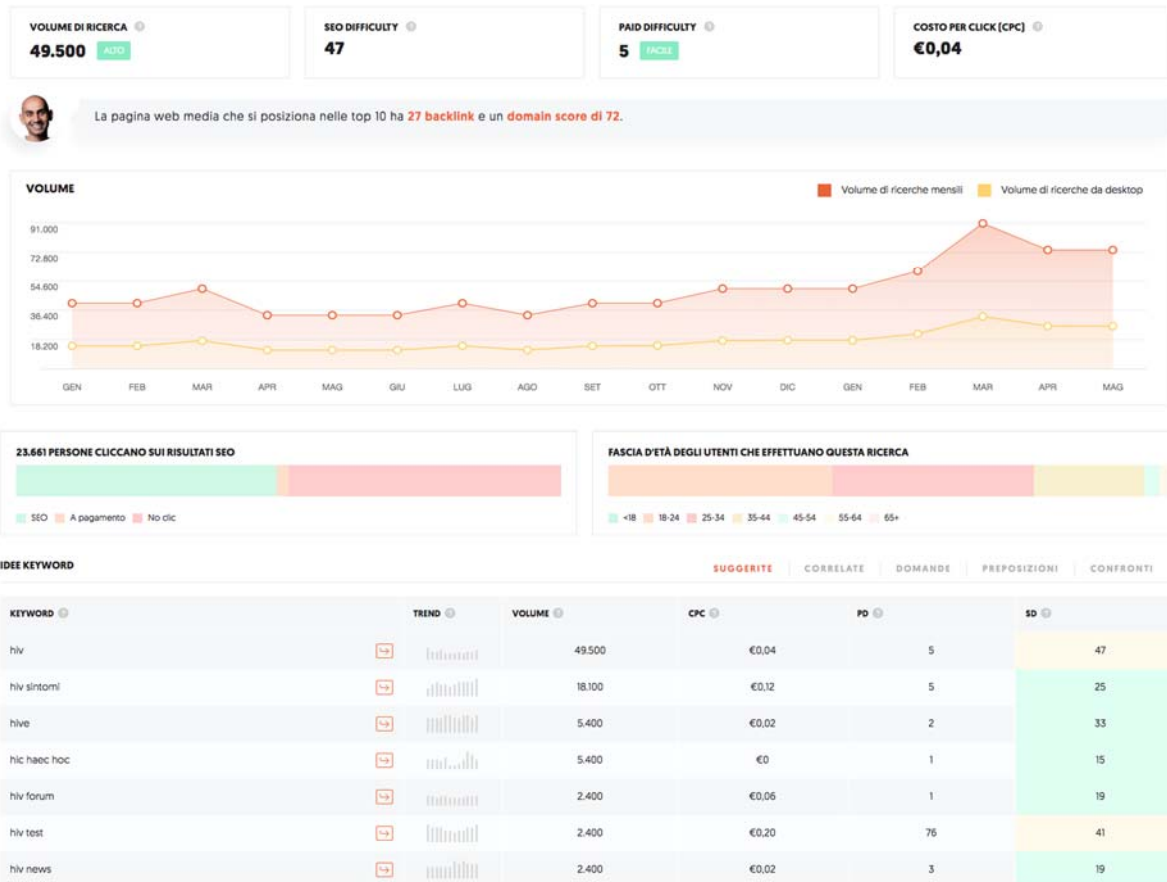 VOLUME DI RICERCA
49.500 ALTO
SEO DIFFICULTY
47
PAID DIFFICULTY
5 FACILE
COSTO PER CLICK [CPC]
€0,04
La pagina web media che si posiziona nelle top 10 ha 27 backlink e un domain score di 72.
VOLUME
Volume di ricerche mensili Volume di ricerche da desktop
91.000
72.800
54.600
36.400
18.200
GEN FEB MAR APR MAG GIU LUG AGO SET OTT NOV DIC GEN FEB MAR APR MAG
23.661 PERSONE CLICCANO SUI RISULTATI SEO
SEO A pagamento No clic
FASCIA D'ETÀ DEGLI UTENTI CHE EFFETTUANO QUESTA RICERCA
<18 18-24 25-34 35-44 45-54 55-64 65+
IDEE KEYWORD
SUGGERITE CORRELATE DOMANDE PREPOSIZIONI CONFRONTI
KEYWORD TREND VOLUME CPC PD SD
hiv 49.500 €0,04 5 47
hiv sintomi 18.100 €0,12 5 25
hive 5.400 €0,02 2 33
hic haec hoc 5.400 €0 1 15
hiv forum 2.400 €0,06 1 19
hiv test 2.400 €0,20 76 41
hiv news 2.400 €0,02 3 19